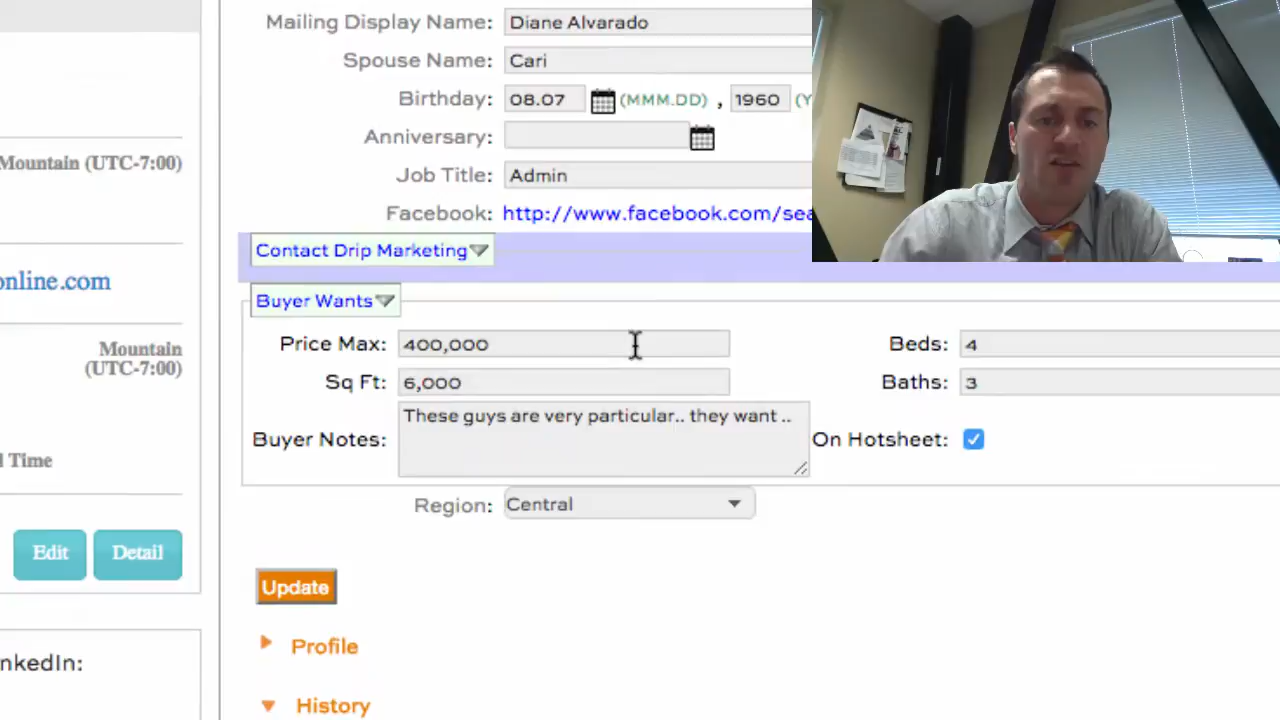 Mailing Display Name: Diane Alvarado
Spouse Name: Cari
Birthday: 08.07 (MMM.DD) , 1960 (Y
Anniversary:
Job Title: Admin
Facebook: http://www.facebook.com/sea
Contact Drip Marketing
Buyer Wants
Price Max: 400,000 Beds: 4
Sq Ft: 6,000 Baths: 3
Buyer Notes: These guys are very particular.. they want ..
On Hotsheet:
Region: Central
Update
Profile
History
Mountain (UTC-7:00)
online.com
Mountain
(UTC-7:00)
l Time
Edit Detail
nkedIn: